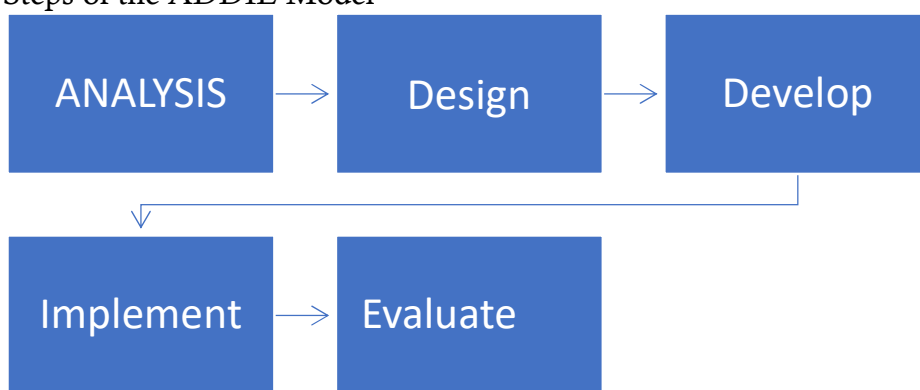 Steps of the ADDIE Model
ANALYSIS
Design
Develop
Implement
Evaluate